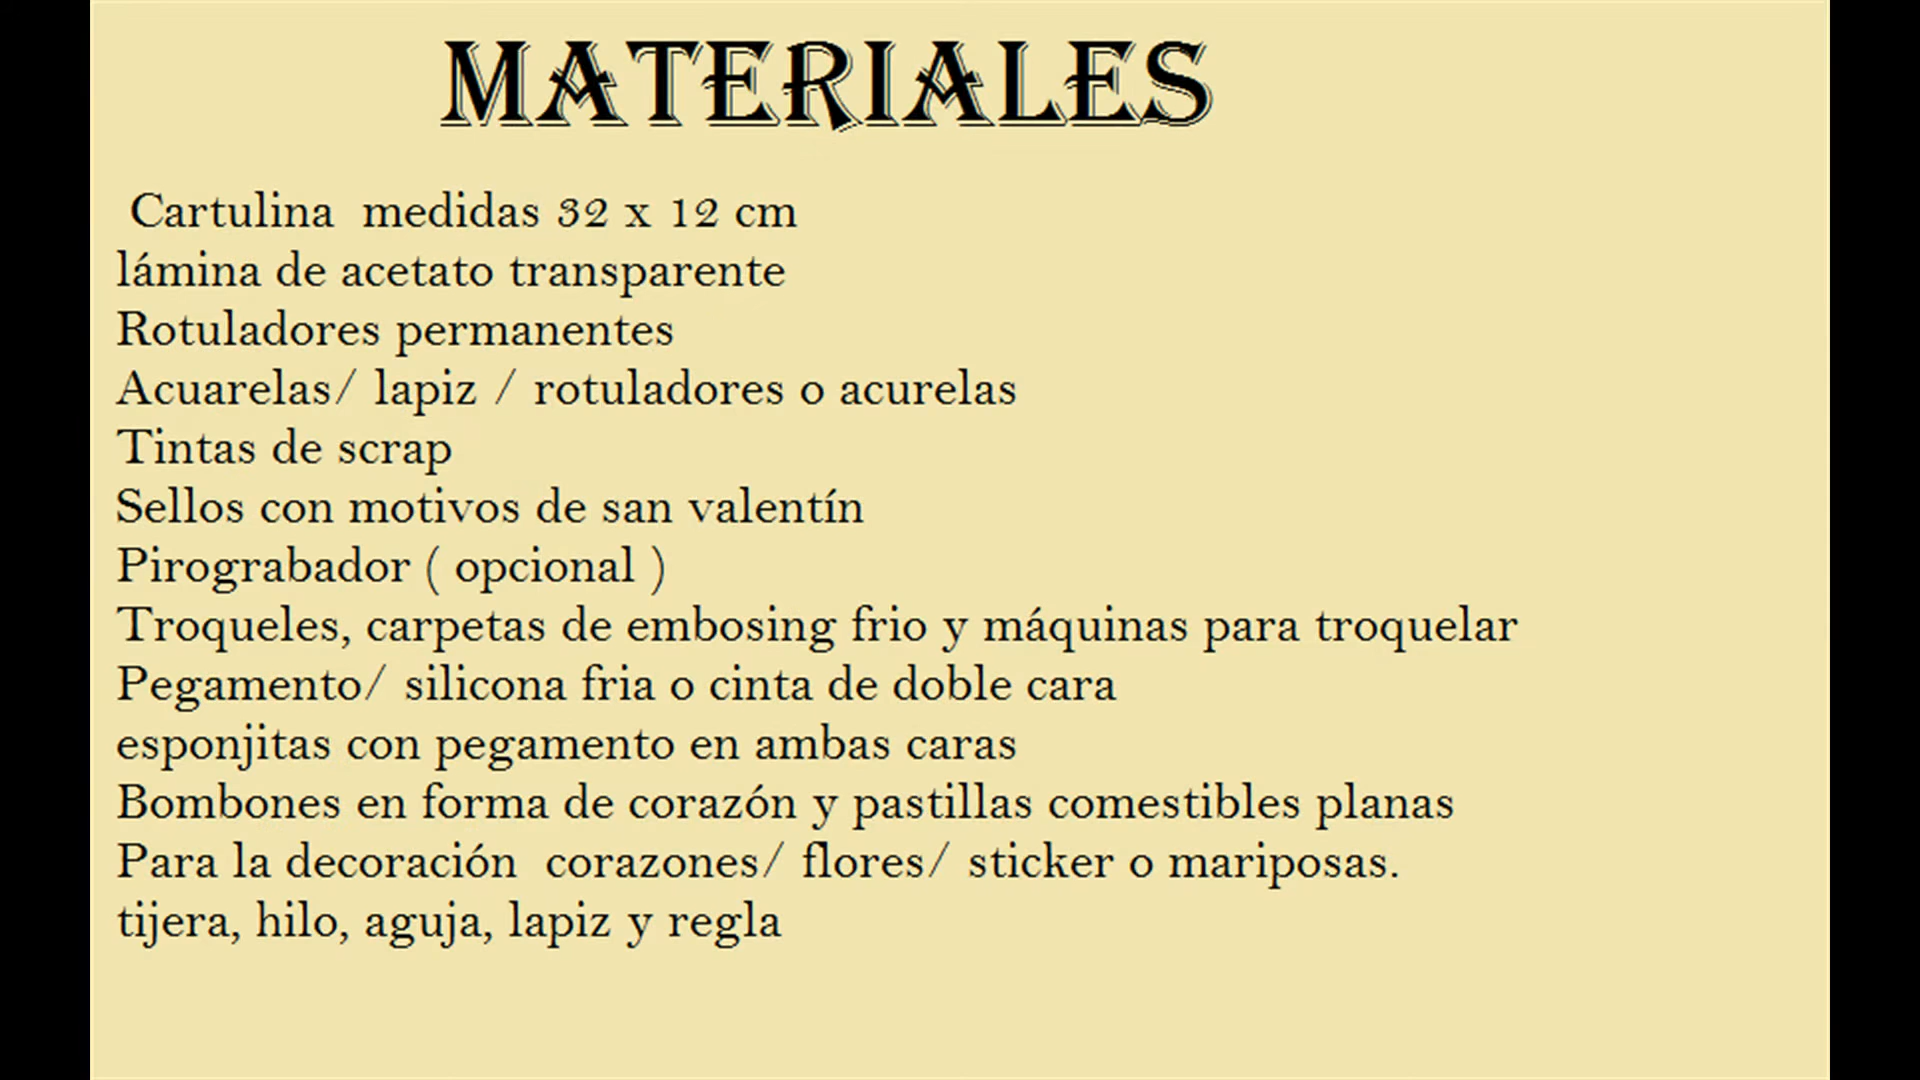 MATERIALES
Cartulina medidas 32 x 12 cm
lámina de acetato transparente
Rotuladores permanentes
Acuarelas/ lapiz / rotuladores o acurelas
Tintas de scrap
Sellos con motivos de san valentín
Pirograbador ( opcional )
Troqueles, carpetas de embosing frio y máquinas para troquelar
Pegamento/ silicona fria o cinta de doble cara
esponjitas con pegamento en ambas caras
Bombones en forma de corazón y pastillas comestibles planas
Para la decoración corazones/ flores/ sticker o mariposas.
tijera, hilo, aguja, lapiz y regla